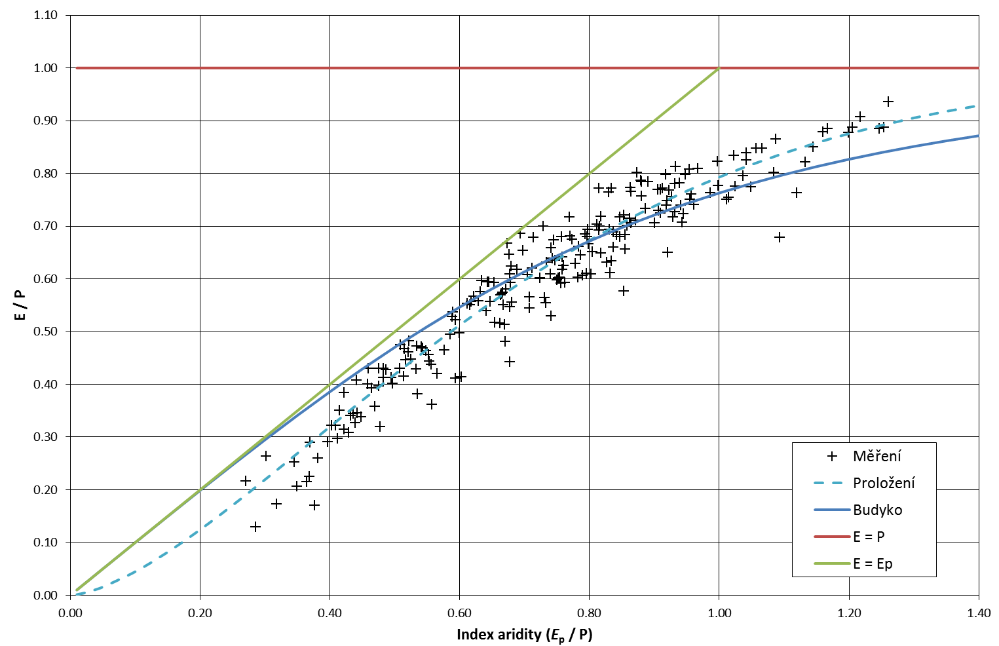 1.10
1.00
0.90
0.80
0.70
0.60
0.50
0.40
0.30
0.20
0.10
0.00
E / P
0.00 0.20 0.40 0.60 0.80 1.00 1.20 1.40
Index aridity (Ep / P)
Měření
Proložení
Budyko
E = P
E = Ep